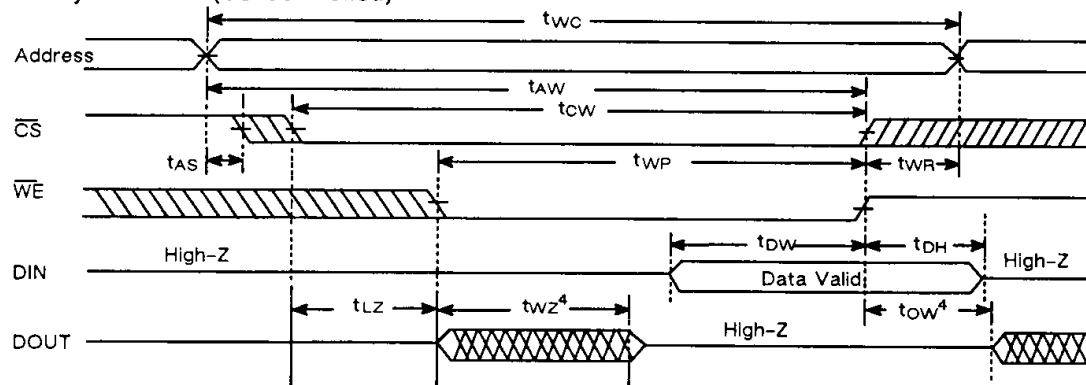 tWC
Address
tAW
tCW
CS
tAS
tWP
tWR
WE
tDW
tDH
High-Z
High-Z
DIN
Data Valid
tLZ
tWZ4
tOW4
High-Z
DOUT